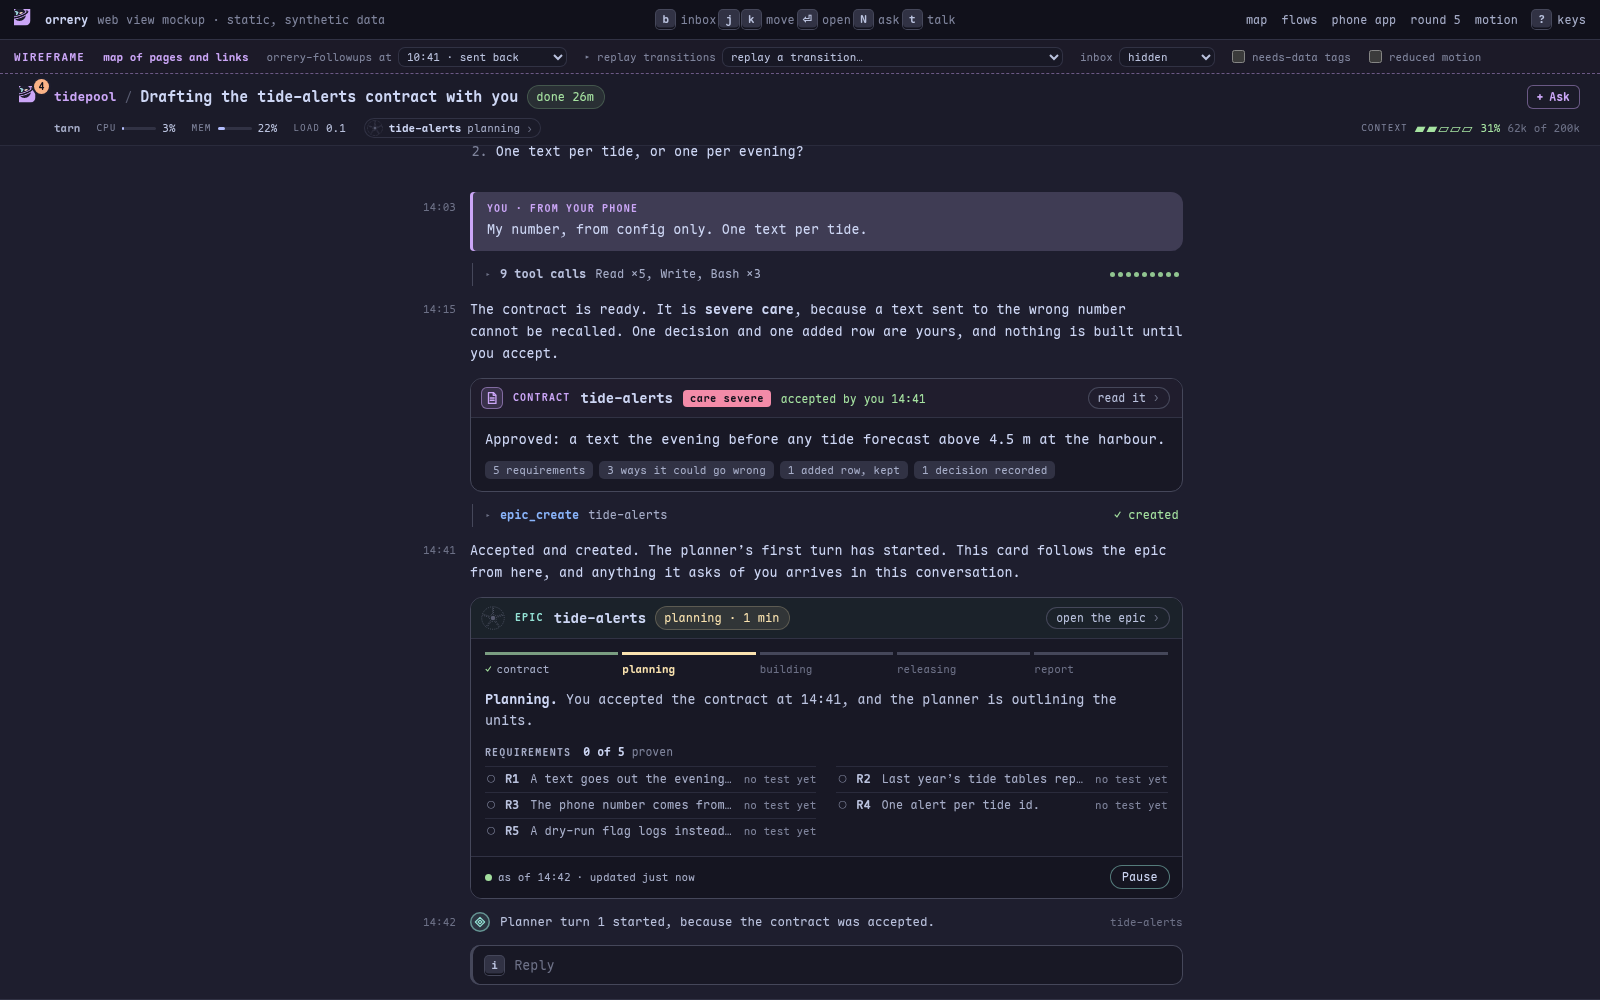 orrery web view mockup · static, synthetic data
b inbox j k move ⏎ open N ask t talk
map flows phone app round 5 motion ? keys
WIREFRAME map of pages and links orrery-followups at 10:41 · sent back ▸ replay transitions replay a transition… inbox hidden needs-data tags reduced motion
4
tidepool / Drafting the tide-alerts contract with you done 26m
+ Ask
tarn CPU 3% MEM 22% LOAD 0.1 tide-alerts planning ›
CONTEXT 31% 62k of 200k
2. One text per tide, or one per evening?
14:03
YOU · FROM YOUR PHONE
My number, from config only. One text per tide.
▸ 9 tool calls Read ×5, Write, Bash ×3
14:15
The contract is ready. It is severe care, because a text sent to the wrong number
cannot be recalled. One decision and one added row are yours, and nothing is built until
you accept.
CONTRACT tide-alerts care severe accepted by you 14:41 read it ›
Approved: a text the evening before any tide forecast above 4.5 m at the harbour.
5 requirements 3 ways it could go wrong 1 added row, kept 1 decision recorded
▸ epic_create tide-alerts ✓ created
14:41
Accepted and created. The planner's first turn has started. This card follows the epic
from here, and anything it asks of you arrives in this conversation.
EPIC tide-alerts planning · 1 min open the epic ›
✓ contract planning building releasing report
Planning. You accepted the contract at 14:41, and the planner is outlining the
units.
REQUIREMENTS 0 of 5 proven
R1 A text goes out the evening… no test yet
R2 Last year's tide tables rep… no test yet
R3 The phone number comes from… no test yet
R4 One alert per tide id. no test yet
R5 A dry-run flag logs instead… no test yet
as of 14:42 · updated just now Pause
14:42 Planner turn 1 started, because the contract was accepted. tide-alerts
i Reply